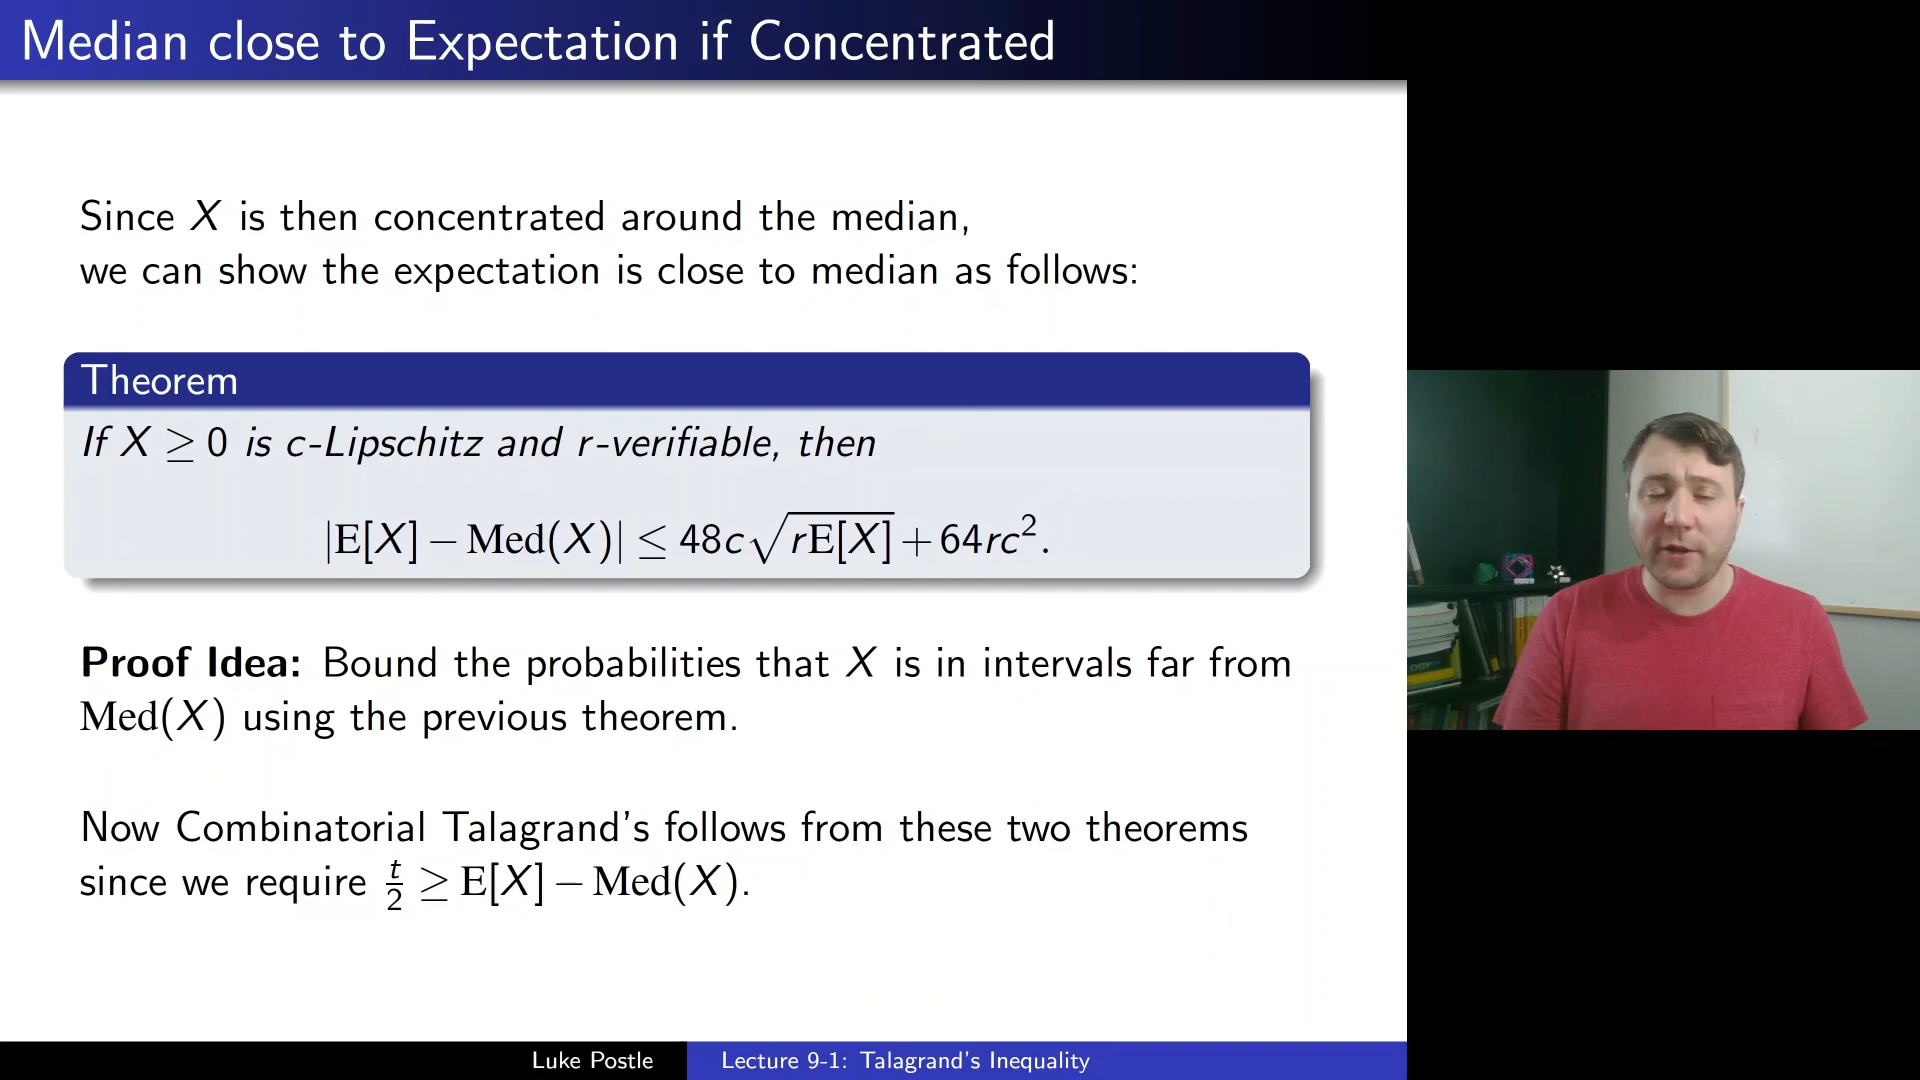 Median close to Expectation if Concentrated
Since X is then concentrated around the median,
we can show the expectation is close to median as follows:
Theorem
If X ≥ 0 is c-Lipschitz and r-verifiable, then
|E[X] − Med(X)| ≤ 48c√rE[X] + 64rc².
Proof Idea: Bound the probabilities that X is in intervals far from
Med(X) using the previous theorem.
Now Combinatorial Talagrand's follows from these two theorems
since we require t/2 ≥ E[X] − Med(X).
Luke Postle
Lecture 9-1: Talagrand's Inequality